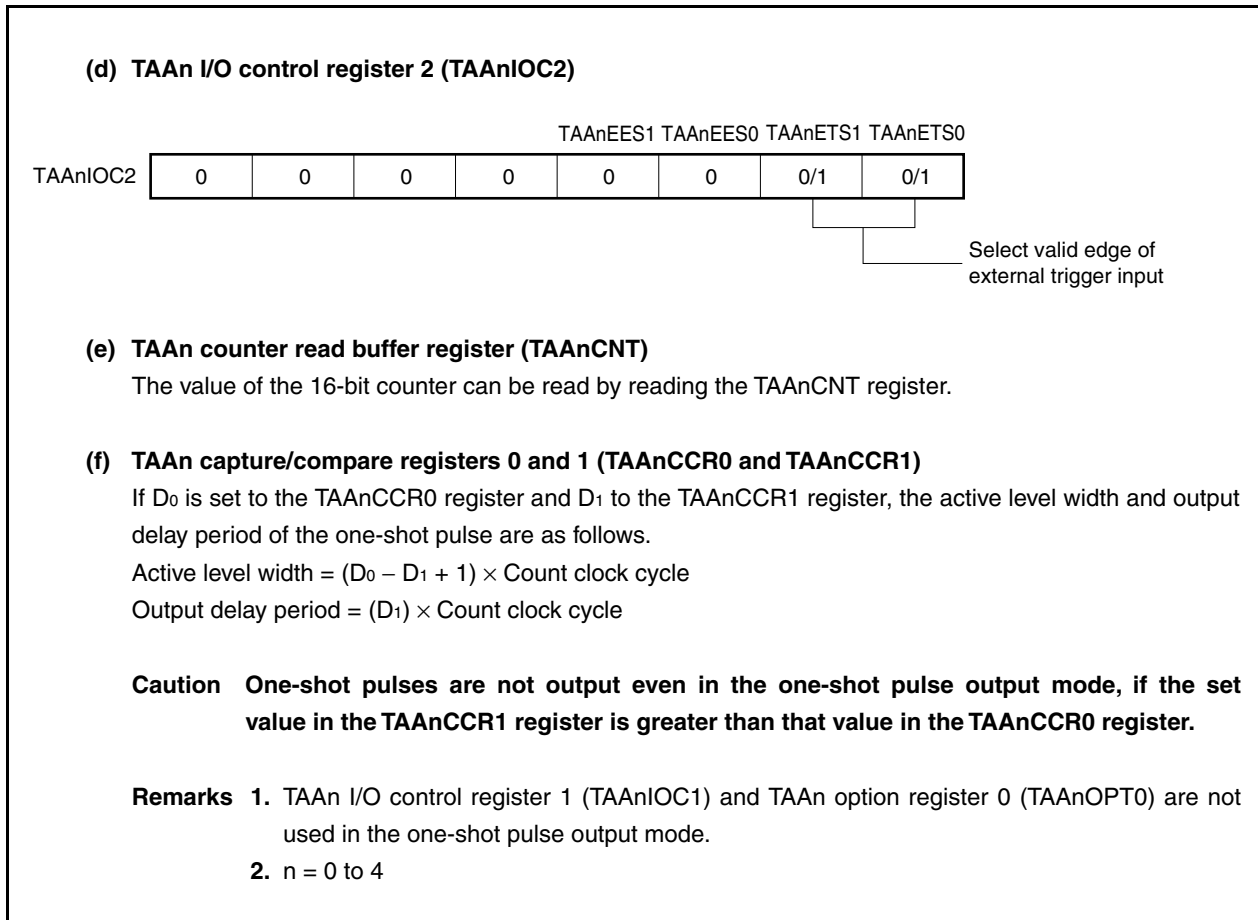 (d) TAAn I/O control register 2 (TAAnIOC2)
TAAnEES1 TAAnEES0 TAAnETS1 TAAnETS0
TAAnIOC2 0 0 0 0 0 0 0/1 0/1
Select valid edge of
external trigger input
(e) TAAn counter read buffer register (TAAnCNT)
The value of the 16-bit counter can be read by reading the TAAnCNT register.
(f) TAAn capture/compare registers 0 and 1 (TAAnCCR0 and TAAnCCR1)
If D0 is set to the TAAnCCR0 register and D1 to the TAAnCCR1 register, the active level width and output
delay period of the one-shot pulse are as follows.
Active level width = (D0 − D1 + 1) × Count clock cycle
Output delay period = (D1) × Count clock cycle
Caution One-shot pulses are not output even in the one-shot pulse output mode, if the set
value in the TAAnCCR1 register is greater than that value in the TAAnCCR0 register.
Remarks 1. TAAn I/O control register 1 (TAAnIOC1) and TAAn option register 0 (TAAnOPT0) are not
used in the one-shot pulse output mode.
2. n = 0 to 4